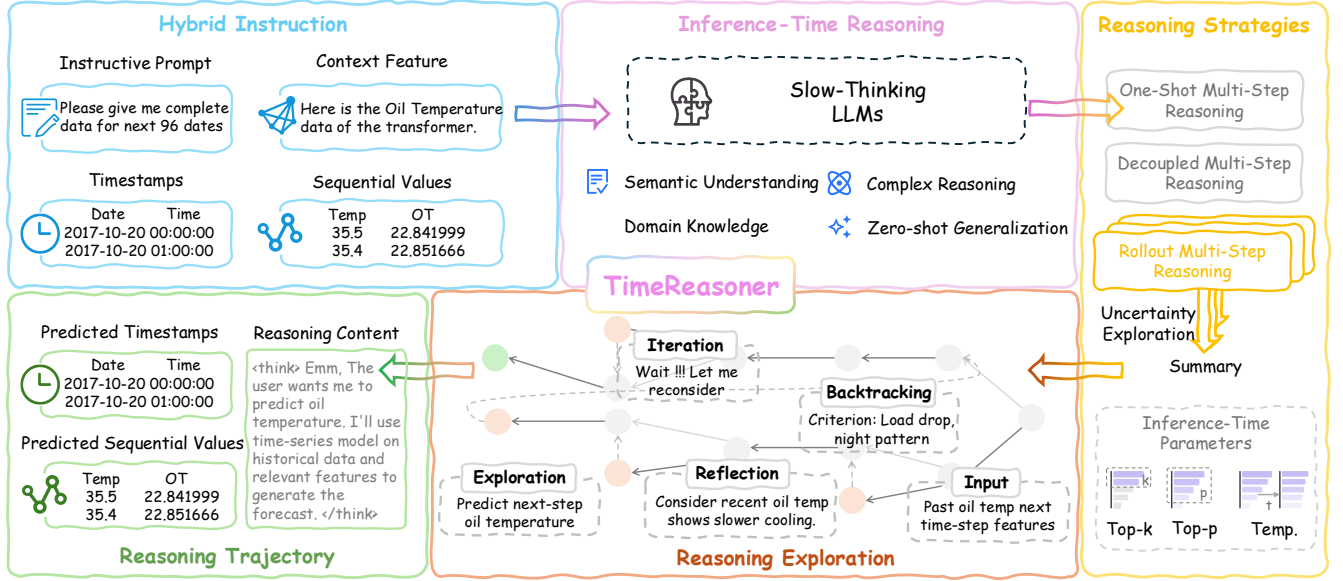 Hybrid Instruction
Instructive Prompt
Please give me complete
data for next 96 dates
Context Feature
Here is the Oil Temperature
data of the transformer.
Timestamps
Date Time
2017-10-20 00:00:00
2017-10-20 01:00:00
Sequential Values
Temp OT
35.5 22.841999
35.4 22.851666
Inference-Time Reasoning
Slow-Thinking
LLMs
Semantic Understanding
Complex Reasoning
Domain Knowledge
Zero-shot Generalization
Reasoning Strategies
One-Shot Multi-Step
Reasoning
Decoupled Multi-Step
Reasoning
Rollout Multi-Step
Reasoning
Uncertainty
Exploration
Summary
Inference-Time
Parameters
k
p
t
Top-k
Top-p
Temp.
TimeReasoner
Iteration
Wait !!! Let me
reconsider
Backtracking
Criterion: Load drop,
night pattern
Exploration
Predict next-step
oil temperature
Reflection
Consider recent oil temp
shows slower cooling.
Input
Past oil temp next
time-step features
Reasoning Exploration
Predicted Timestamps
Date Time
2017-10-20 00:00:00
2017-10-20 01:00:00
Predicted Sequential Values
Temp OT
35.5 22.841999
35.4 22.851666
Reasoning Content
<think> Emm, The
user wants me to
predict oil
temperature. I'll use
time-series model on
historical data and
relevant features to
generate the
forecast. </think>
Reasoning Trajectory